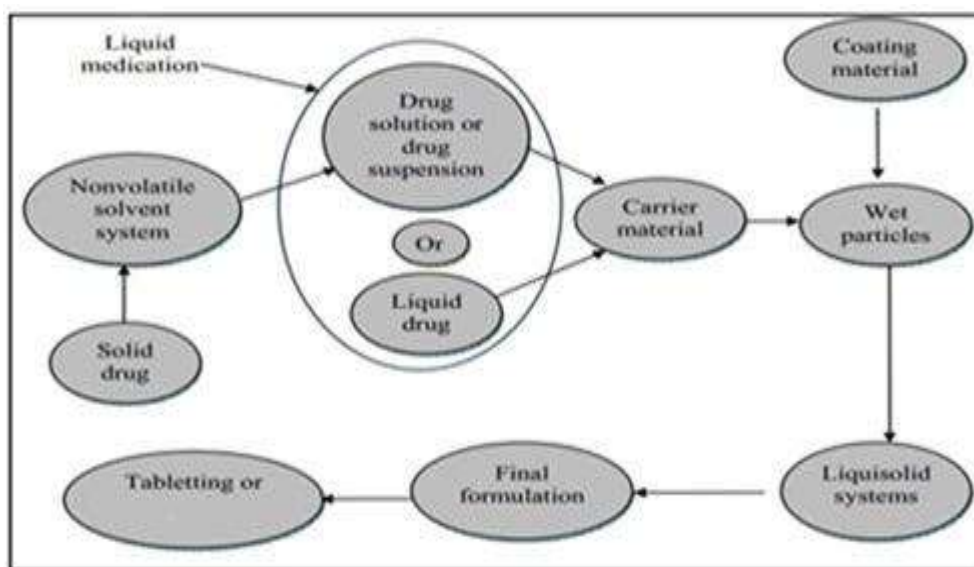 Liquid
medication
Coating
material
Drug
solution or
drug
suspension
Nonvolatile
solvent
system
Or
Carrier
material
Wet
particles
Liquid
drug
Solid
drug
Tabletting or
Final
formulation
Liquisolid
systems